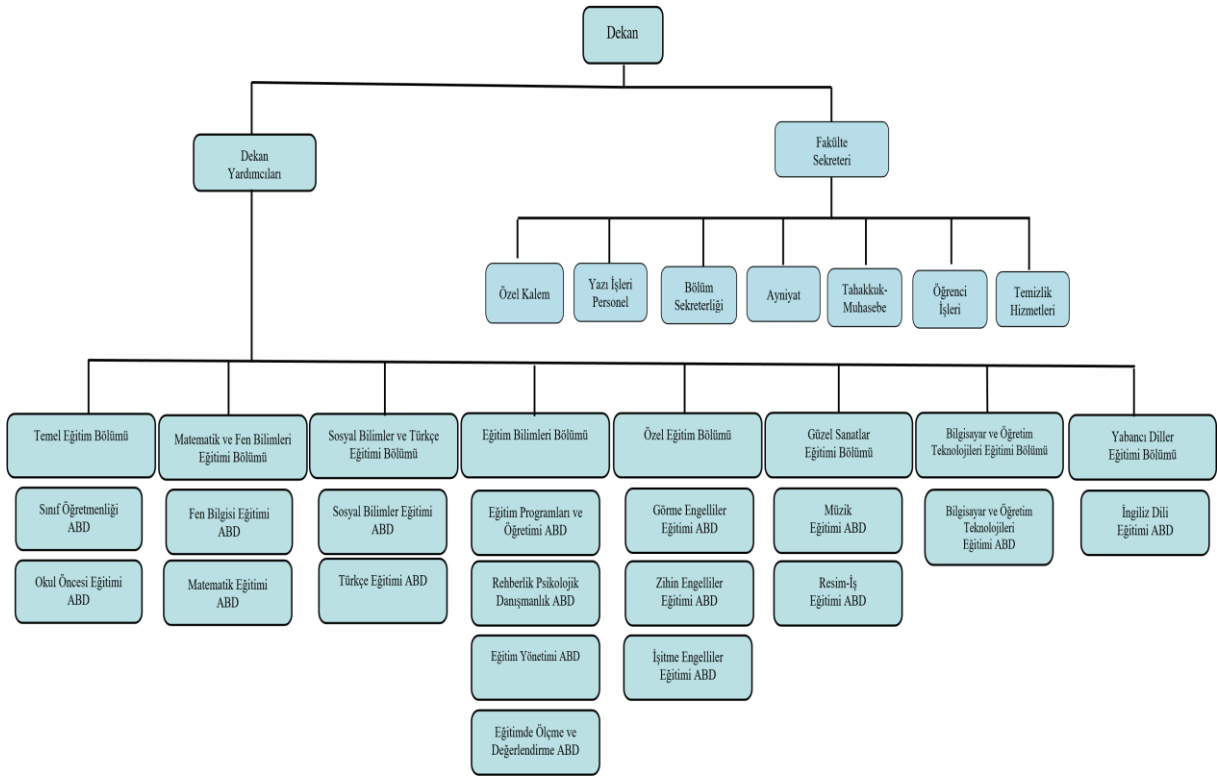 Dekan
Dekan
Yardımcıları
Fakülte
Sekreteri
Özel Kalem
Yazı İşleri
Personel
Bölüm
Sekreterliği
Ayniyat
Tahakkuk-
Muhasebe
Öğrenci
İşleri
Temizlik
Hizmetleri
Temel Eğitim Bölümü
Matematik ve Fen Bilimleri
Eğitimi Bölümü
Sosyal Bilimler ve Türkçe
Eğitimi Bölümü
Eğitim Bilimleri Bölümü
Özel Eğitim Bölümü
Güzel Sanatlar
Eğitimi Bölümü
Bilgisayar ve Öğretim
Teknolojileri Eğitimi Bölümü
Yabancı Diller
Eğitimi Bölümü
Sınıf Öğretmenliği
ABD
Fen Bilgisi Eğitimi
ABD
Sosyal Bilimler Eğitimi
ABD
Eğitim Programları ve
Öğretimi ABD
Görme Engelliler
Eğitimi ABD
Müzik
Eğitimi ABD
Bilgisayar ve Öğretim
Teknolojileri
Eğitimi ABD
İngiliz Dili
Eğitimi ABD
Okul Öncesi Eğitimi
ABD
Matematik Eğitimi
ABD
Türkçe Eğitimi ABD
Rehberlik Psikolojik
Danışmanlık ABD
Zihin Engelliler
Eğitimi ABD
Resim-İş
Eğitimi ABD
Eğitim Yönetimi ABD
İşitme Engelliler
Eğitimi ABD
Eğitimde Ölçme ve
Değerlendirme ABD